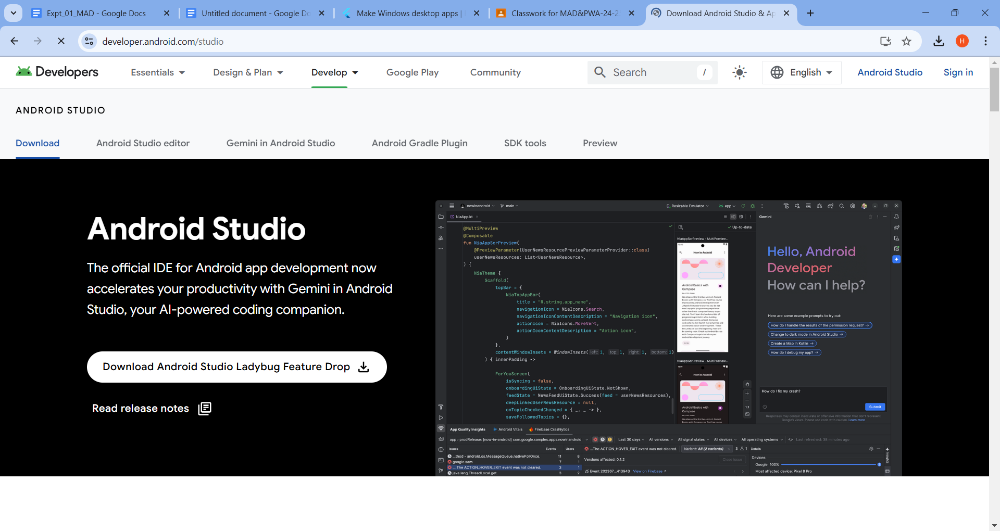 Expt_01_MAD - Google Docs
Untitled document - Google Do
Make Windows desktop apps |
Classwork for MAD&PWA-24-2
Download Android Studio & Ap
developer.android.com/studio
H
Developers
Essentials
Design & Plan
Develop
Google Play
Community
Search
/
English
Android Studio
Sign in
ANDROID STUDIO
Download
Android Studio editor
Gemini in Android Studio
Android Gradle Plugin
SDK tools
Preview
Android Studio
The official IDE for Android app development now
accelerates your productivity with Gemini in Android
Studio, your AI-powered coding companion.
Download Android Studio Ladybug Feature Drop
Read release notes
nowinandroid
main
Resizable Emulator
app
NiaApp.kt
@MultiPreview
@Composable
fun NiaAppScrPreview(
@PreviewParameter(UserNewsResourcePreviewParameterProvider::class)
userNewsResources: List<UserNewsResource>,
) {
NiaTheme {
Scaffold(
topBar = {
NiaTopAppBar(
title = "R.string.app_name",
navigationIcon = NiaIcons.Search,
navigationIconContentDescription = "Navigation icon",
actionIcon = NiaIcons.MoreVert,
actionIconContentDescription = "Action icon",
)
},
contentWindowInsets = WindowInsets( left: 1, top: 1, right: 1, bottom: 1)
) { innerPadding ->
ForYouScreen(
isSyncing = false,
onboardingUiState = OnboardingUiState.NotShown,
feedState = NewsFeedUiState.Success(feed = userNewsResources),
deepLinkedUserNewsResource = null,
onTopicCheckedChanged = { _, _ -> },
saveFollowedTopics = {},
Up-to-date
NiaAppScrPreview - MultiPreview...
Now in Android
Android Basics with
Compose
NiaAppScrPreview - MultiPreview...
Now in Android
Android Basics with
Compose
1:1
Gemini
Hello, Android
Developer
How can I help?
Here are some example prompts to try out:
How do I handle the results of the permission request? →
Change to dark mode in Android Studio →
Create a Map in Kotlin →
How do I debug my app? →
How do I fix my crash?
Submit
Responses may contain inaccurate or offensive information that don't represent
Google's views. Please use code with caution. Learn more
App Quality Insights
Android Vitals
Firebase Crashlytics
app › prodRelease: [now-in-android] com.google.samples.apps.nowinandroid
Last 30 days
All versions
All signal states
All devices
All operating systems
Last refreshed: 38 minutes ago
Issues Events Users
...thod - android.os.MessageQueue.nativePollOnce. 11 8
google.sam 7 1
... The ACTION_HOVER_EXIT event was not cleared. 3 1
java.lang.ThreadLocal.get. 3 2
...The ACTION_HOVER_EXIT event was not cleared.
Variant: All (2 variants)
3 1
Versions affected: 0.1.2
Close issue
Event 202367...413943 View on Firebase
Details
Devices
Google 100%
Most affected device: Pixel 8 Pro
Insights